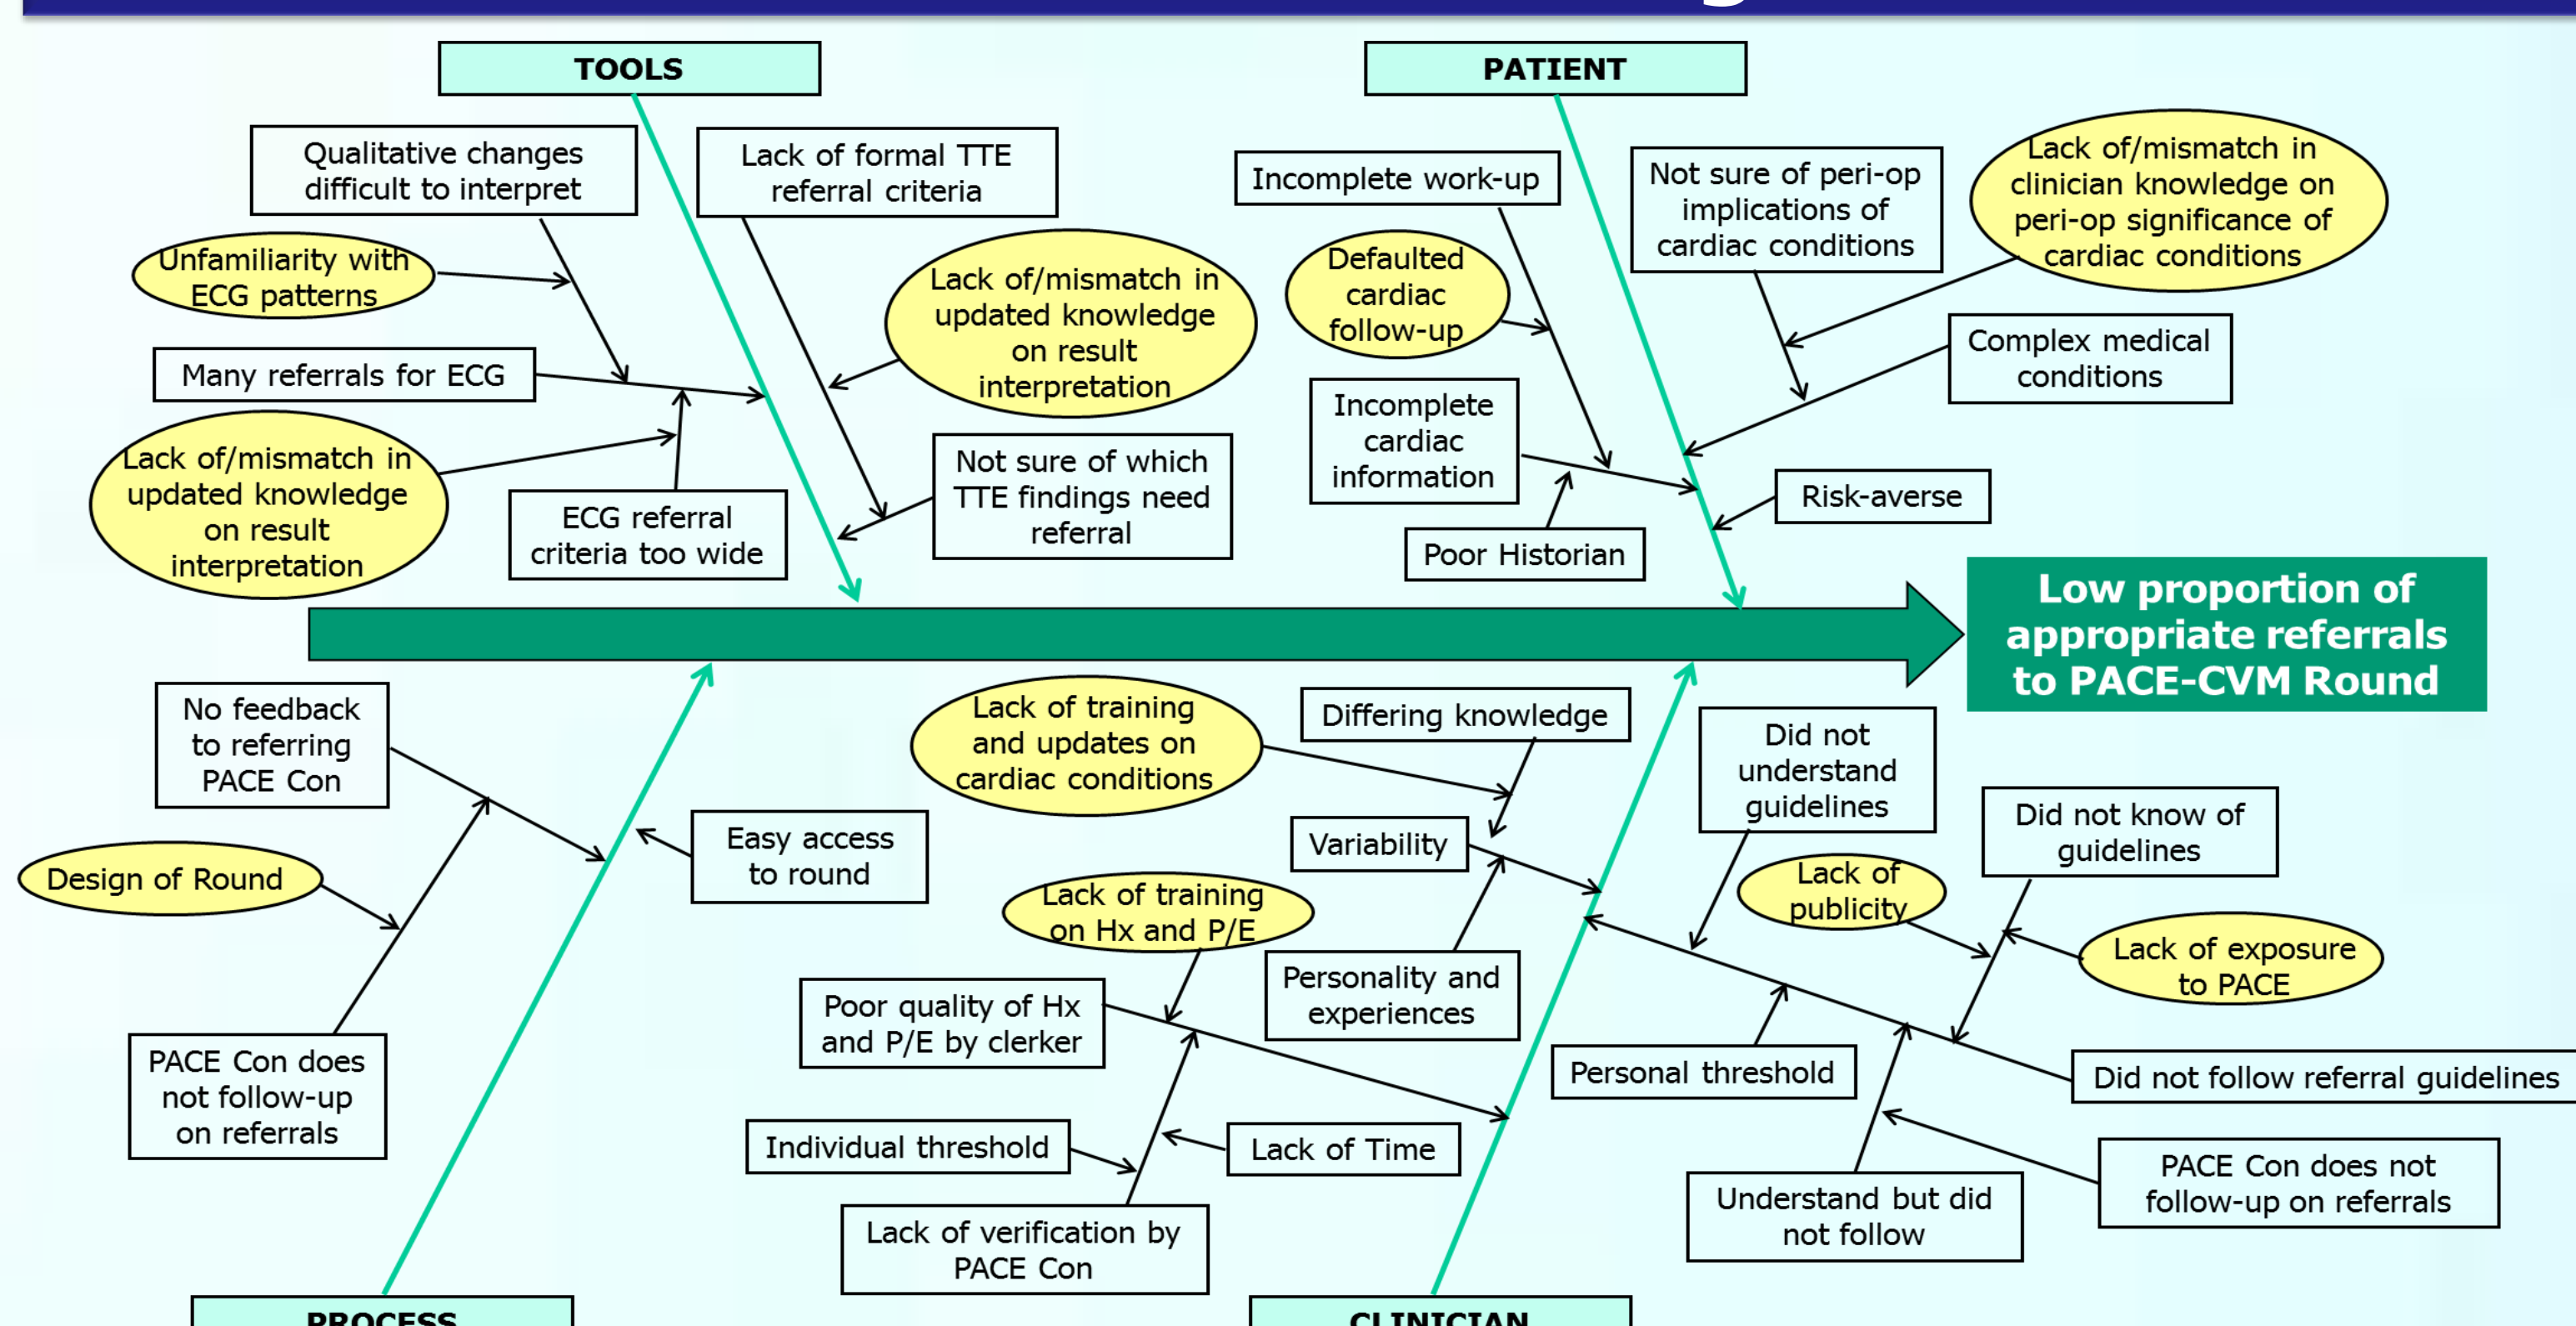 TOOLS
PATIENT
Qualitative changes
difficult to interpret
Lack of formal TTE
referral criteria
Unfamiliarity with
ECG patterns
Lack of/mismatch in
updated knowledge
on result
interpretation
Many referrals for ECG
Lack of/mismatch in
updated knowledge
on result
interpretation
ECG referral
criteria too wide
Not sure of which
TTE findings need
referral
Incomplete work-up
Not sure of peri-op
implications of
cardiac conditions
Lack of/mismatch in
clinician knowledge on
peri-op significance of
cardiac conditions
Defaulted
cardiac
follow-up
Complex medical
conditions
Incomplete
cardiac
information
Risk-averse
Poor Historian
Low proportion of
appropriate referrals
to PACE-CVM Round
No feedback
to referring
PACE Con
Easy access
to round
Design of Round
PACE Con does
not follow-up
on referrals
Lack of training
and updates on
cardiac conditions
Differing knowledge
Did not
understand
guidelines
Variability
Did not know of
guidelines
Lack of
publicity
Lack of training
on Hx and P/E
Lack of exposure
to PACE
Personality and
experiences
Poor quality of Hx
and P/E by clerker
Personal threshold
Did not follow referral guidelines
Individual threshold
Lack of Time
PACE Con does not
follow-up on referrals
Understand but did
not follow
Lack of verification by
PACE Con
PROCESS
CLINICIAN